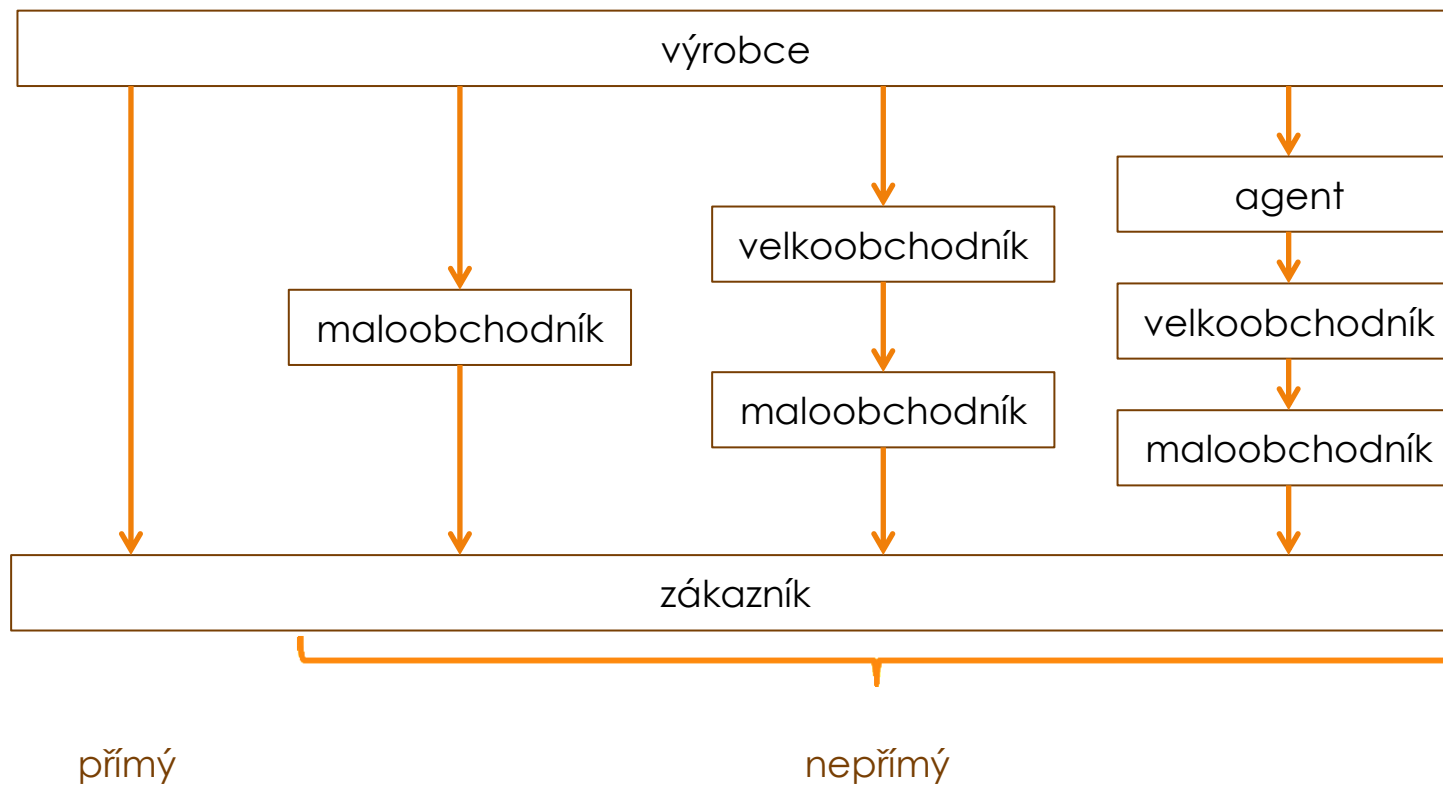 výrobce
agent
velkoobchodník
velkoobchodník
maloobchodník
maloobchodník
maloobchodník
zákazník
přímý
nepřímý